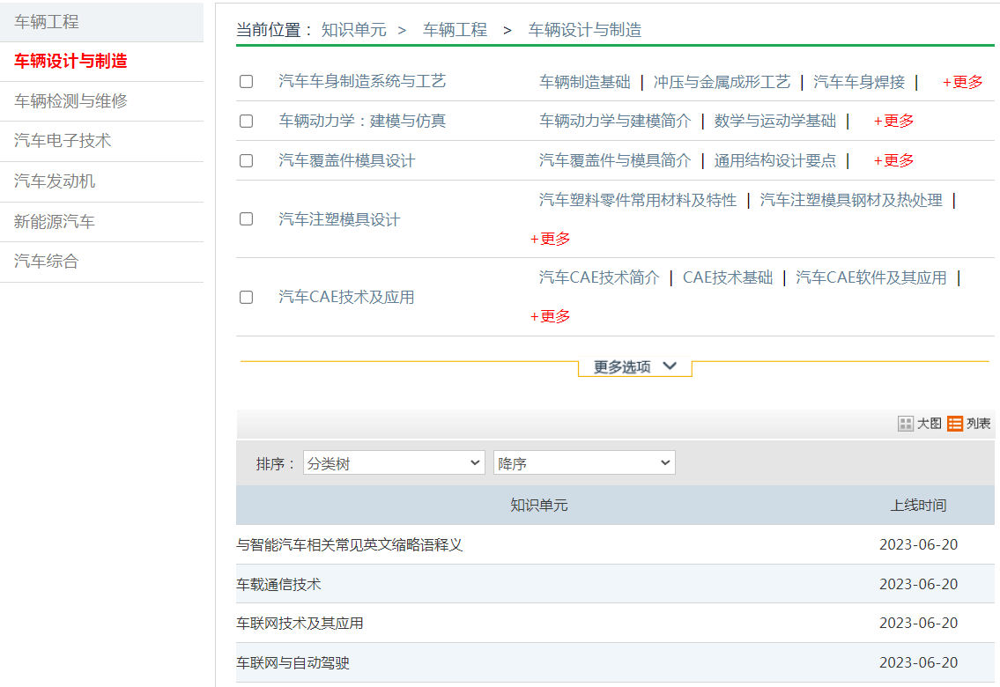 车辆工程
车辆设计与制造
车辆检测与维修
汽车电子技术
汽车发动机
新能源汽车
汽车综合
当前位置： 知识单元 > 车辆工程 > 车辆设计与制造
汽车车身制造系统与工艺 车辆制造基础 | 冲压与金属成形工艺 | 汽车车身焊接 | +更多
车辆动力学：建模与仿真 车辆动力学与建模简介 | 数学与运动学基础 | +更多
汽车覆盖件模具设计 汽车覆盖件与模具简介 | 通用结构设计要点 | +更多
汽车注塑模具设计 汽车塑料零件常用材料及特性 | 汽车注塑模具钢材及热处理 |
+更多
汽车CAE技术及应用 汽车CAE技术简介 | CAE技术基础 | 汽车CAE软件及其应用 |
+更多
更多选项
大图 列表
排序： 分类树 降序
知识单元 上线时间
与智能汽车相关常见英文缩略语释义 2023-06-20
车载通信技术 2023-06-20
车联网技术及其应用 2023-06-20
车联网与自动驾驶 2023-06-20